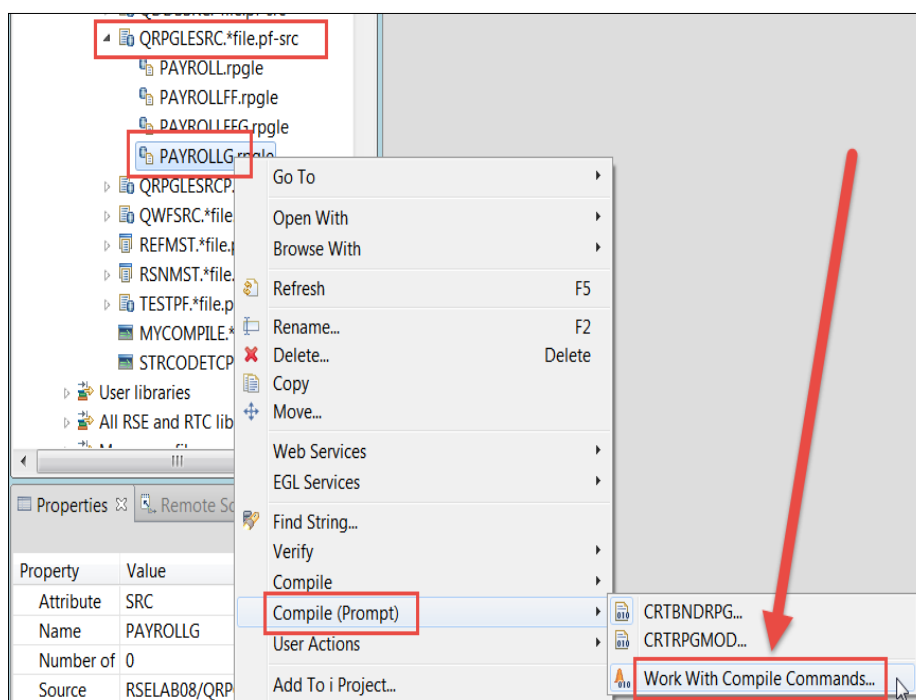 QRPGLESRC.*file.pf-src
PAYROLL.rpgle
PAYROLLFF.rpgle
PAYROLLFFG.rpgle
PAYROLLG.rpgle
QRPGLESRCP.
QWFSRC.*file
REFMST.*file.p
RSNMST.*file.
TESTPF.*file.p
MYCOMPILE.*
STRCODETCP
User libraries
All RSE and RTC lib
Go To
Open With
Browse With
Refresh F5
Rename... F2
Delete... Delete
Copy
Move...
Web Services
EGL Services
Find String...
Verify
Compile
Compile (Prompt)
User Actions
Add To i Project...
CRTBNDRPG...
CRTRPGMOD...
Work With Compile Commands...
Properties Remote Sc
Property Value
Attribute SRC
Name PAYROLLG
Number of 0
Source RSELAB08/QRP